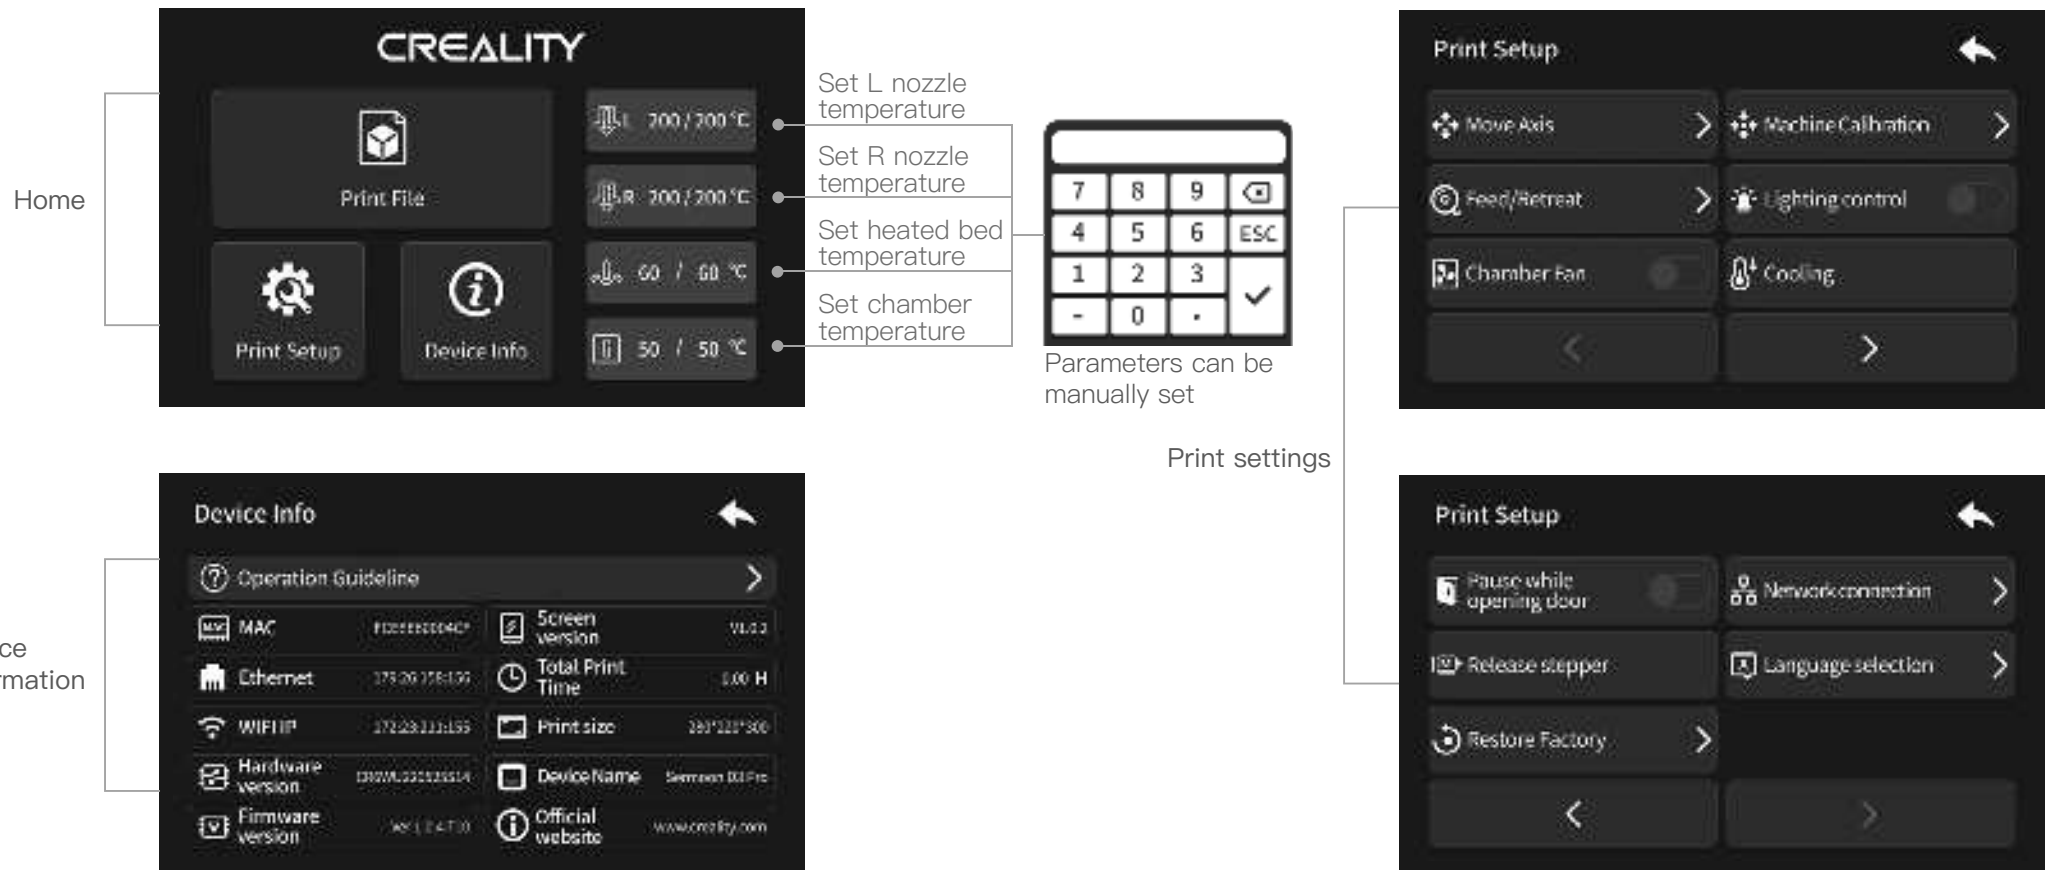 CREALITY
Print File
Print Setup
Device Info
L 200 / 200 °C
R 200 / 200 °C
60 / 60 °C
50 / 50 °C
Home
Set L nozzle
temperature
Set R nozzle
temperature
Set heated bed
temperature
Set chamber
temperature
7 8 9
4 5 6 ESC
1 2 3
- 0 .
Parameters can be
manually set
Print settings
Print Setup
Move Axis
Machine Calibration
Feed/Retreat
Lighting control
Chamber Fan
Cooling
Device Info
Operation Guideline
MAC
Screen
version
Ethernet
Total Print
Time
H
WIFI IP
Print size
Hardware
version
Device Name
Sermoon D3 Pro
Firmware
version
Official
website
www.creality.com
ce
rmation
Print Setup
Pause while
opening door
Network connection
Release stepper
Language selection
Restore Factory